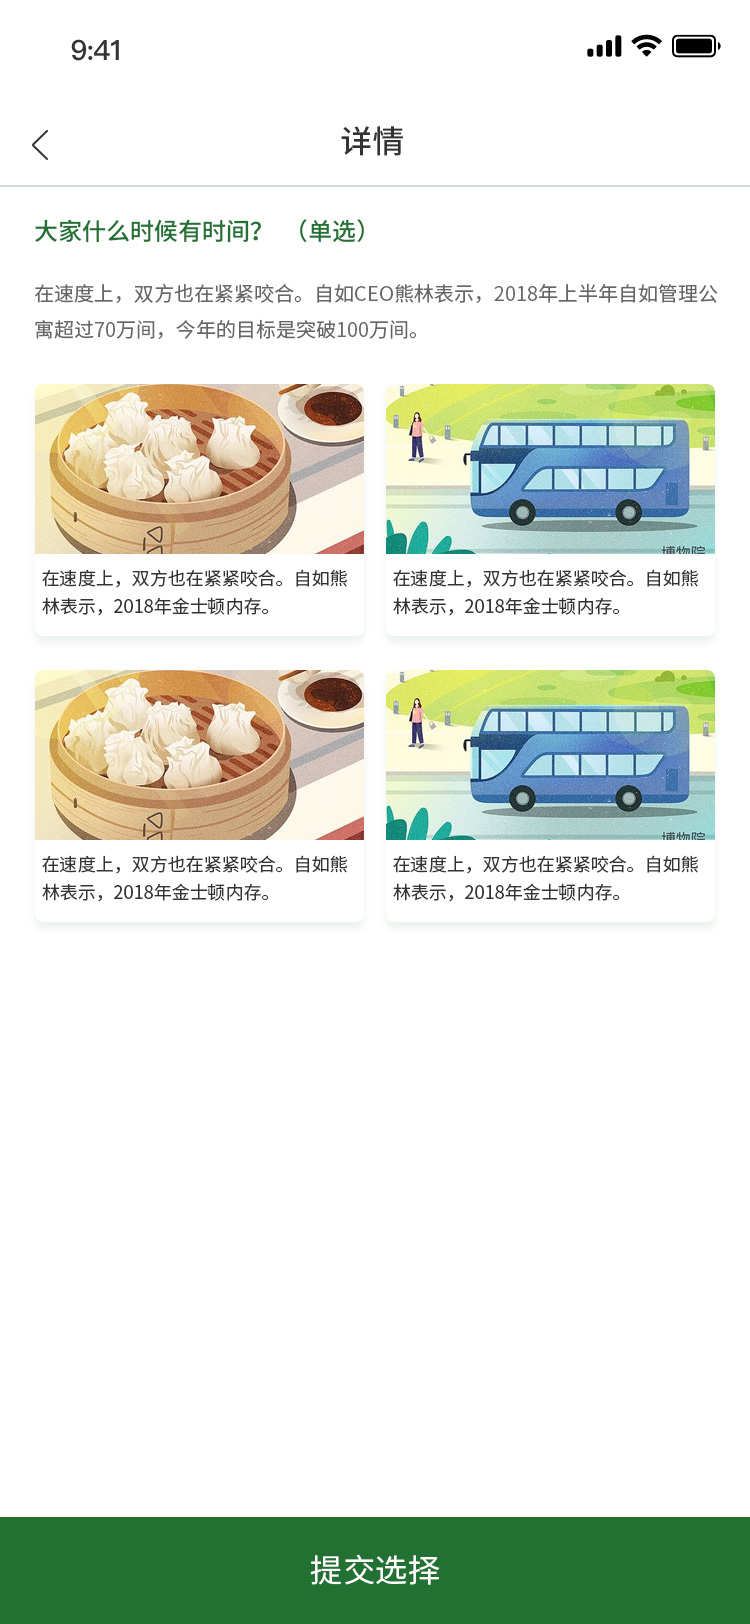 9:41
详情
大家什么时候有时间？ （单选）
在速度上，双方也在紧紧咬合。自如CEO熊林表示，2018年上半年自如管理公
寓超过70万间，今年的目标是突破100万间。
博物院
在速度上，双方也在紧紧咬合。自如熊
林表示，2018年金士顿内存。
在速度上，双方也在紧紧咬合。自如熊
林表示，2018年金士顿内存。
博物院
在速度上，双方也在紧紧咬合。自如熊
林表示，2018年金士顿内存。
在速度上，双方也在紧紧咬合。自如熊
林表示，2018年金士顿内存。
提交选择